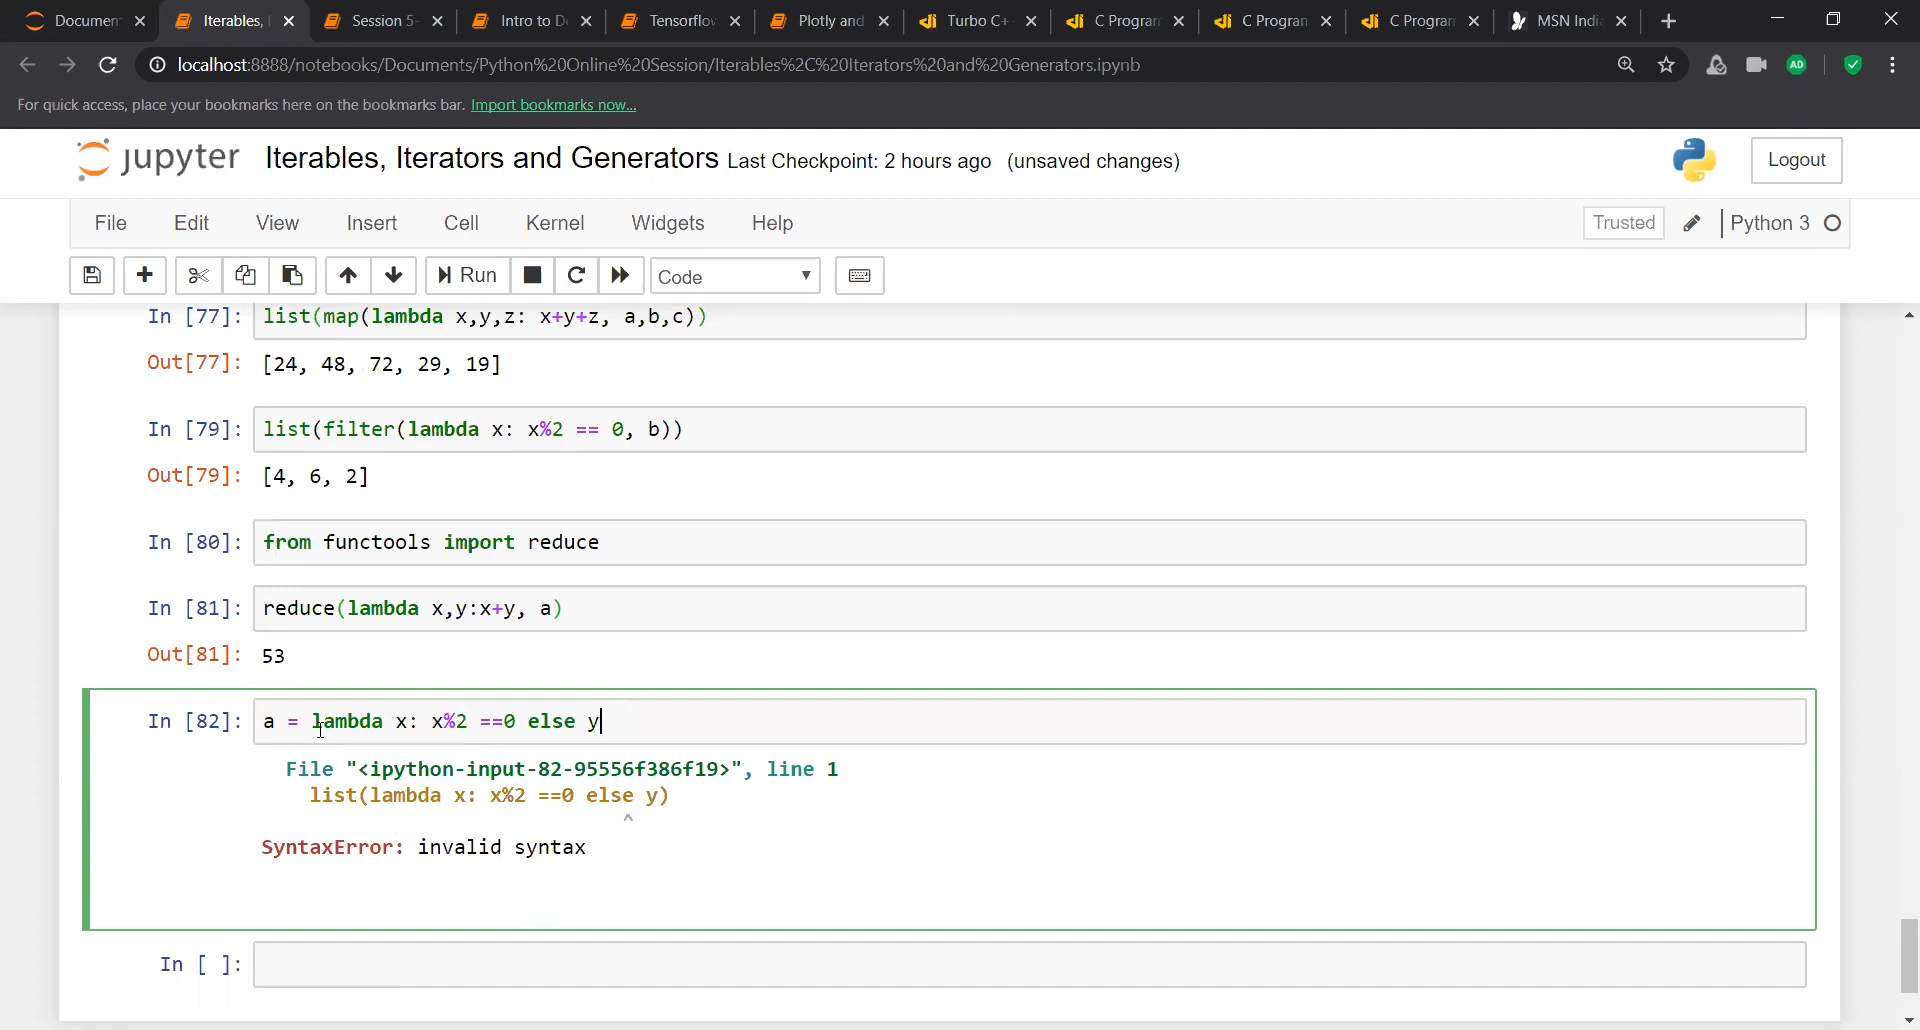 Documen
Iterables, I
Session 5-
Intro to De
Tensorflow
Plotly and
Turbo C+
C Program
C Program
C Program
MSN Indi
localhost:8888/notebooks/Documents/Python%20Online%20Session/Iterables%2C%20Iterators%20and%20Generators.ipynb
AD
For quick access, place your bookmarks here on the bookmarks bar. Import bookmarks now...
jupyter Iterables, Iterators and Generators Last Checkpoint: 2 hours ago (unsaved changes)
Logout
File Edit View Insert Cell Kernel Widgets Help Trusted Python 3
Run Code
In [77]: list(map(lambda x,y,z: x+y+z, a,b,c))
Out[77]: [24, 48, 72, 29, 19]
In [79]: list(filter(lambda x: x%2 == 0, b))
Out[79]: [4, 6, 2]
In [80]: from functools import reduce
In [81]: reduce(lambda x,y:x+y, a)
Out[81]: 53
In [82]: a = lambda x: x%2 ==0 else y
File "<ipython-input-82-95556f386f19>", line 1
list(lambda x: x%2 ==0 else y)
^
SyntaxError: invalid syntax
In [ ]: